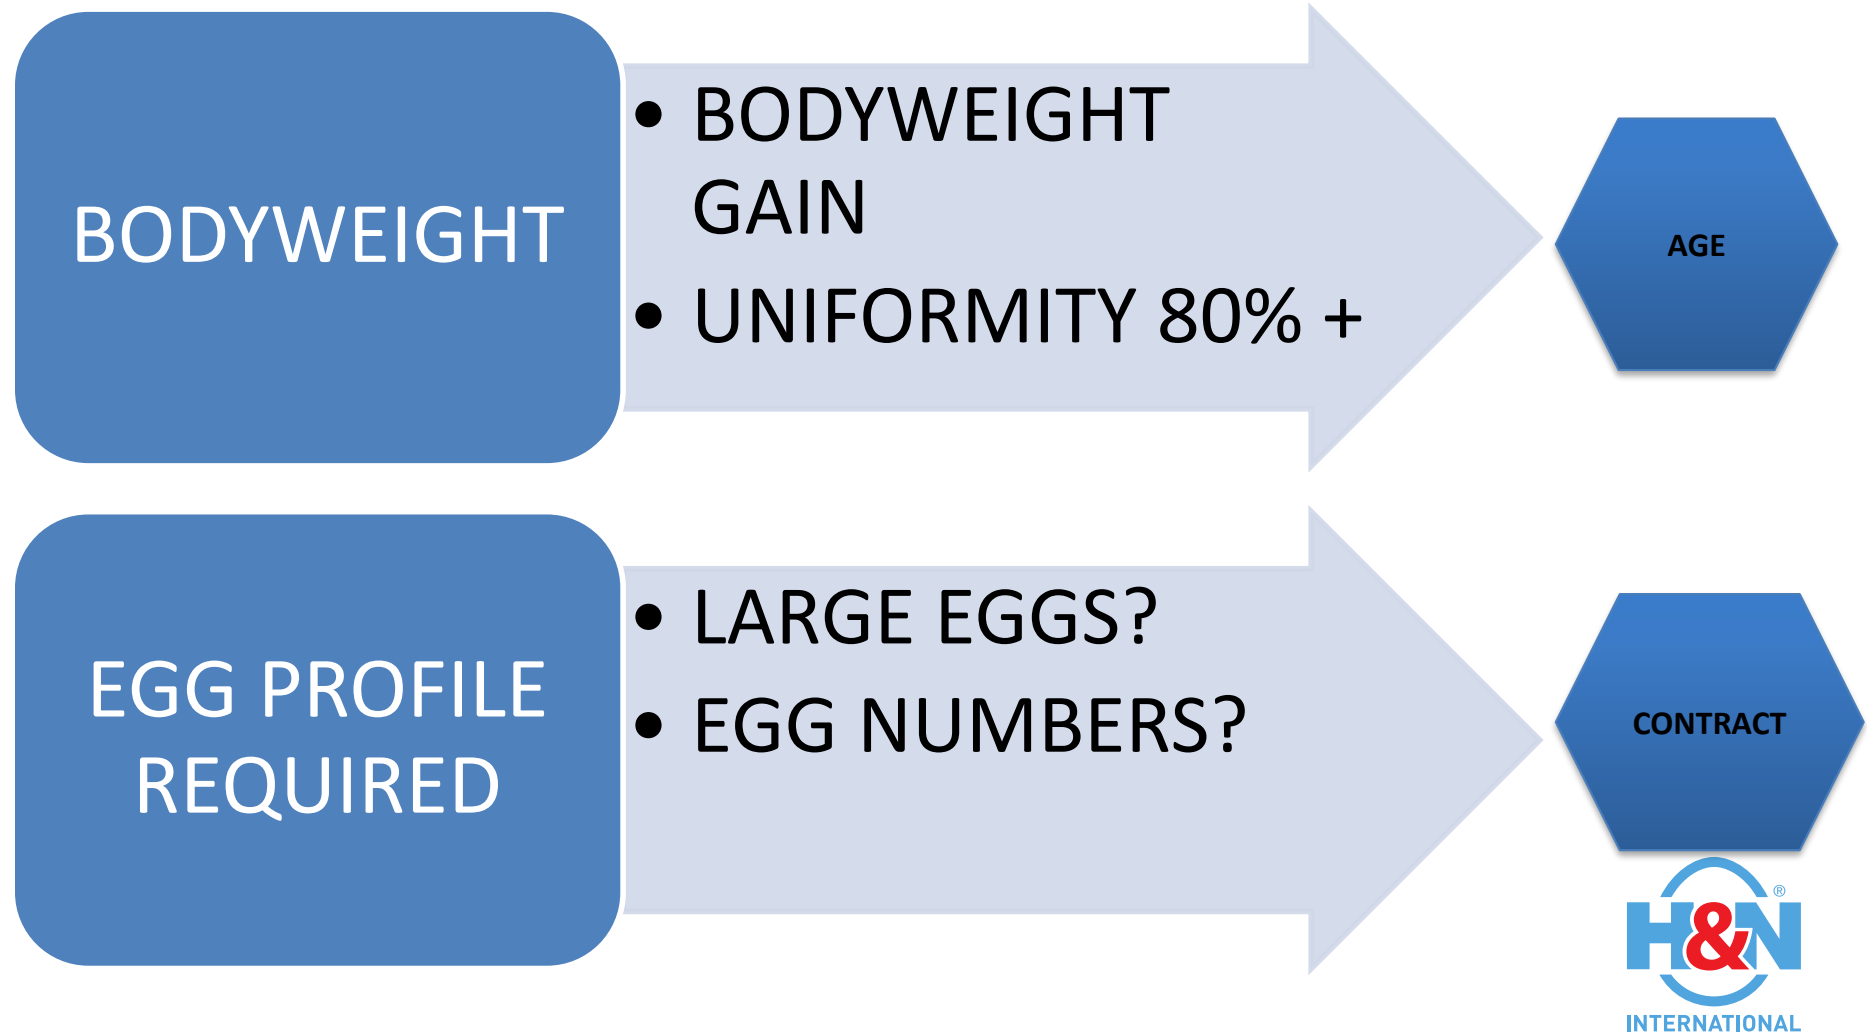 BODYWEIGHT
• BODYWEIGHT
GAIN
• UNIFORMITY 80% +
AGE
EGG PROFILE
REQUIRED
• LARGE EGGS?
• EGG NUMBERS?
CONTRACT
H&N®
INTERNATIONAL